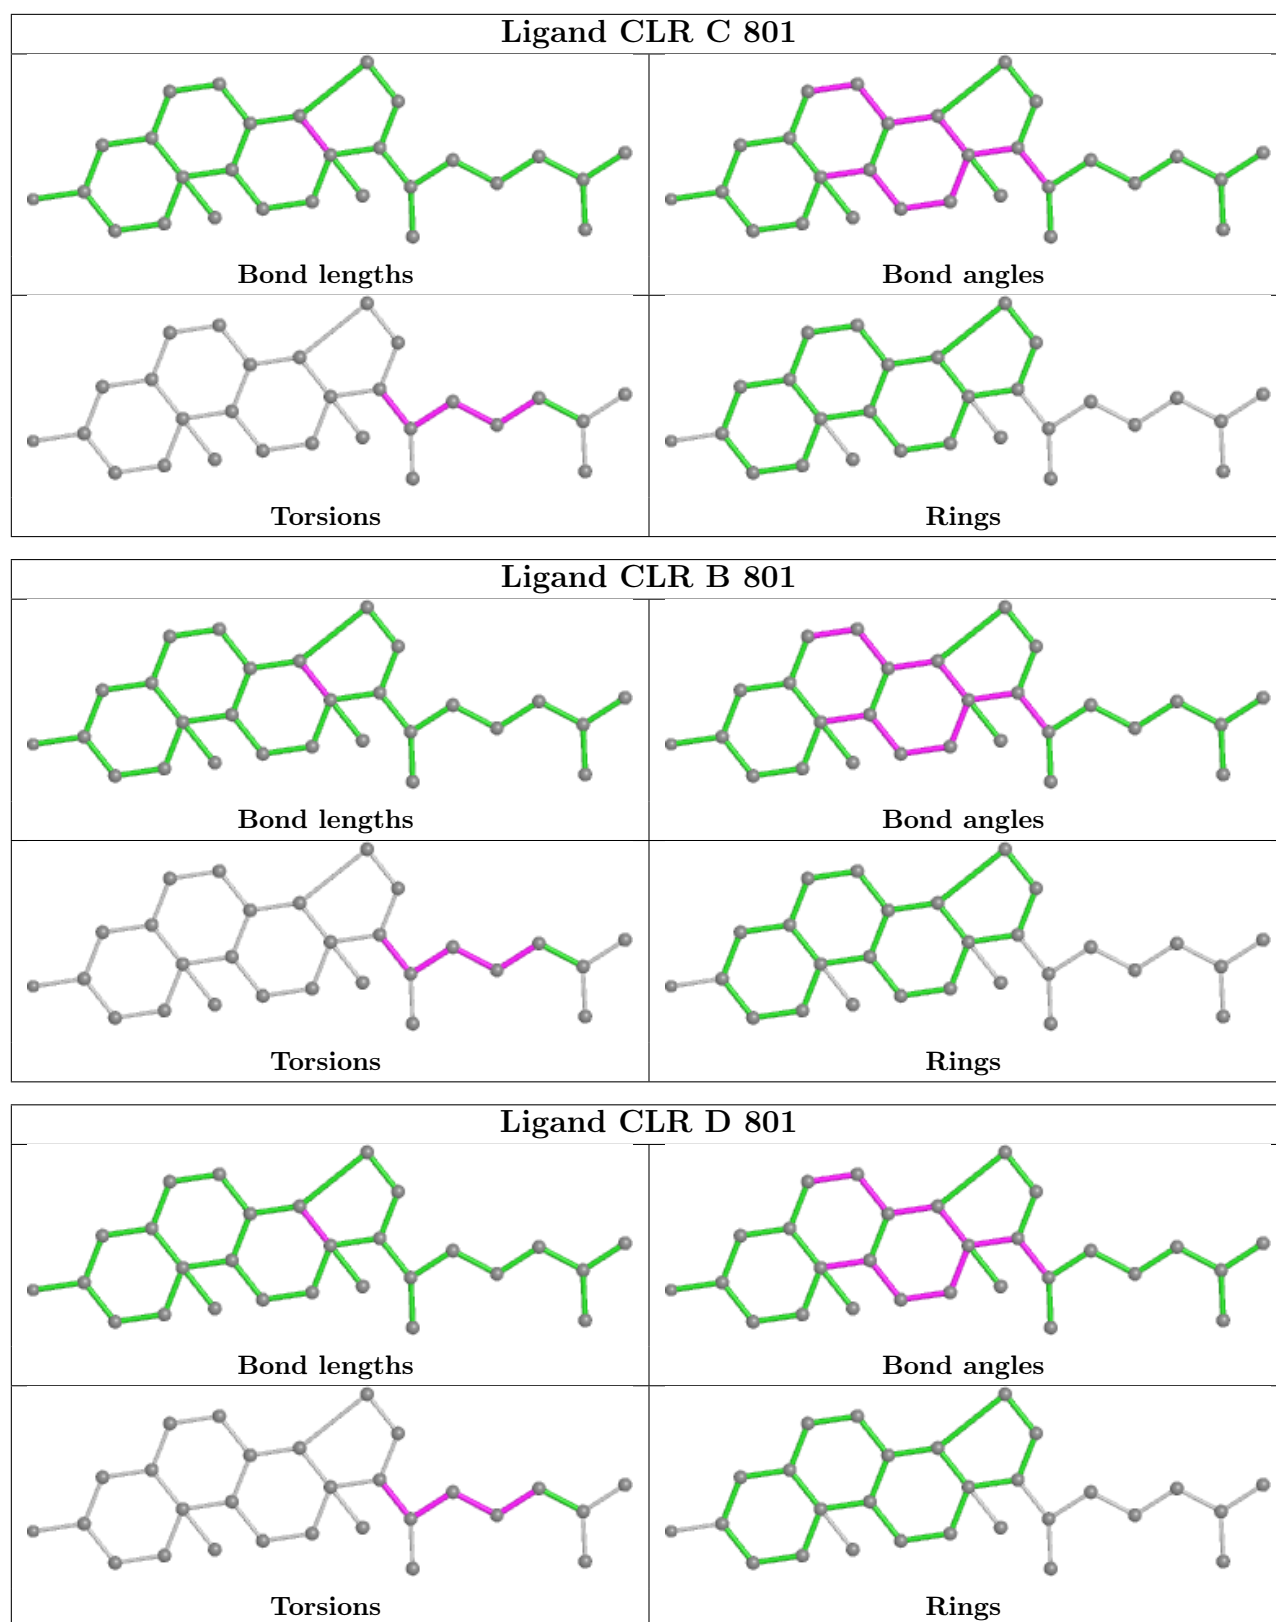 Ligand CLR C 801
Bond lengths
Bond angles
Torsions
Rings
Ligand CLR B 801
Bond lengths
Bond angles
Torsions
Rings
Ligand CLR D 801
Bond lengths
Bond angles
Torsions
Rings